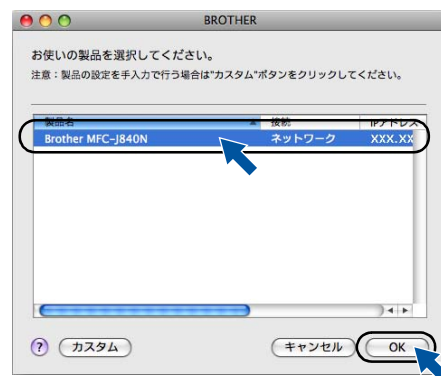 BROTHER
お使いの製品を選択してください。
注意：製品の設定を手入力で行う場合は"カスタム"ボタンをクリックしてください。
製品名 接続 IPアドレス
Brother MFC-J840N ネットワーク XXX.XX
? カスタム キャンセル OK